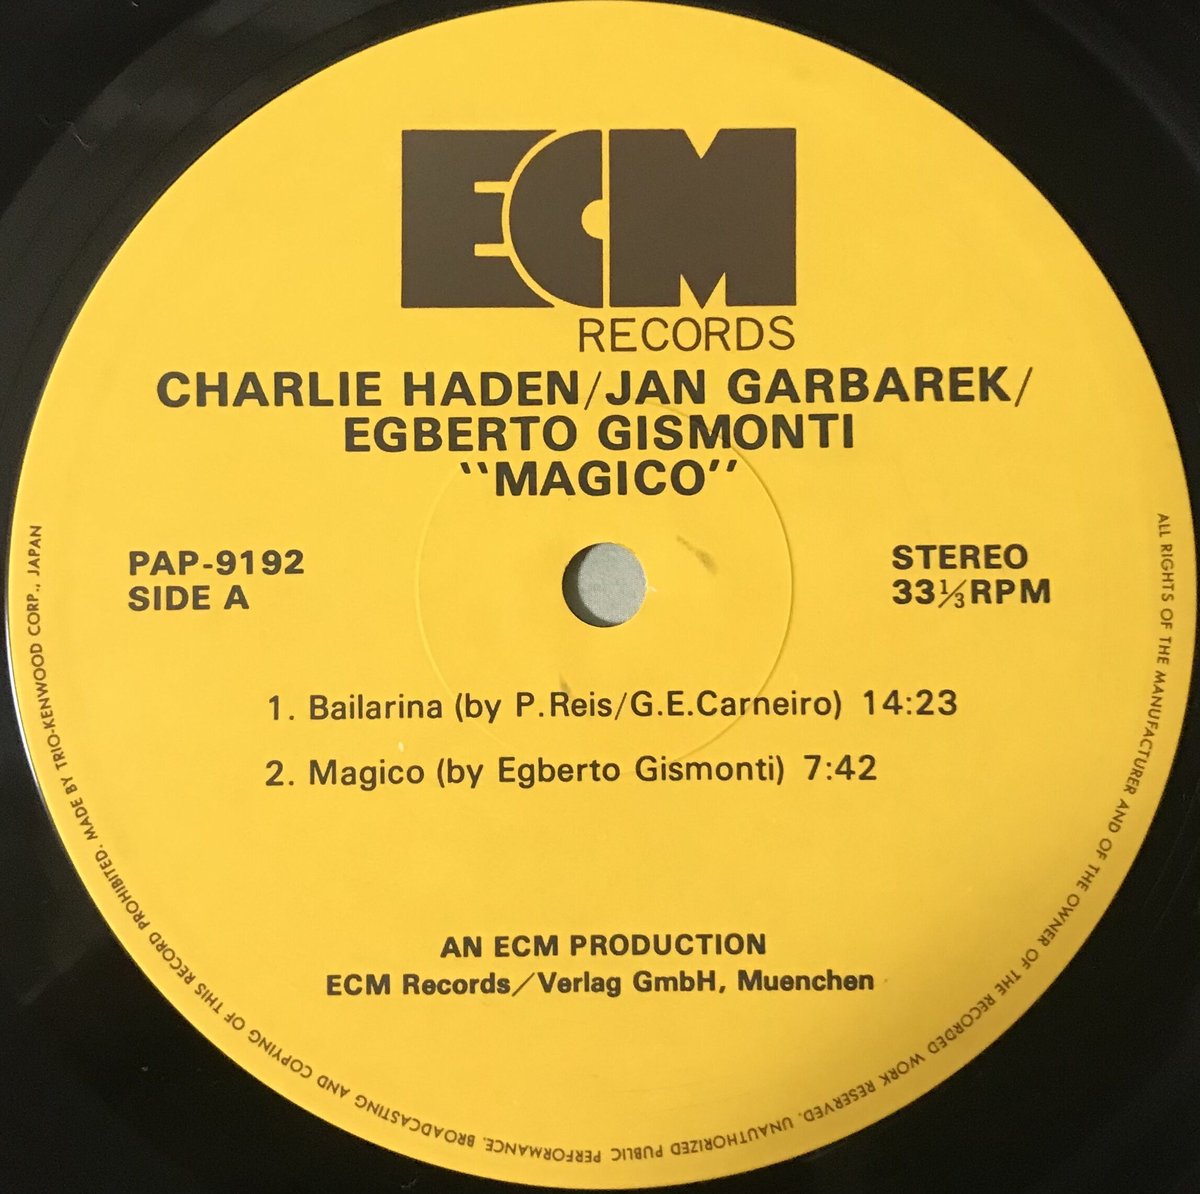 ECM
RECORDS
CHARLIE HADEN/JAN GARBAREK/
EGBERTO GISMONTI
"MAGICO"
PAP-9192
SIDE A
STEREO
33⅓RPM
1. Bailarina (by P.Reis/G.E.Carneiro) 14:23
2. Magico (by Egberto Gismonti) 7:42
AN ECM PRODUCTION
ECM Records/Verlag GmbH, Muenchen
ALL RIGHTS OF THE MANUFACTURER AND OF THE OWNER OF THE RECORDED WORK RESERVED. UNAUTHORIZED PUBLIC PERFORMANCE, BROADCASTING AND COPYING OF THIS RECORD PROHIBITED. MADE BY TRIO-KENWOOD CORP., JAPAN